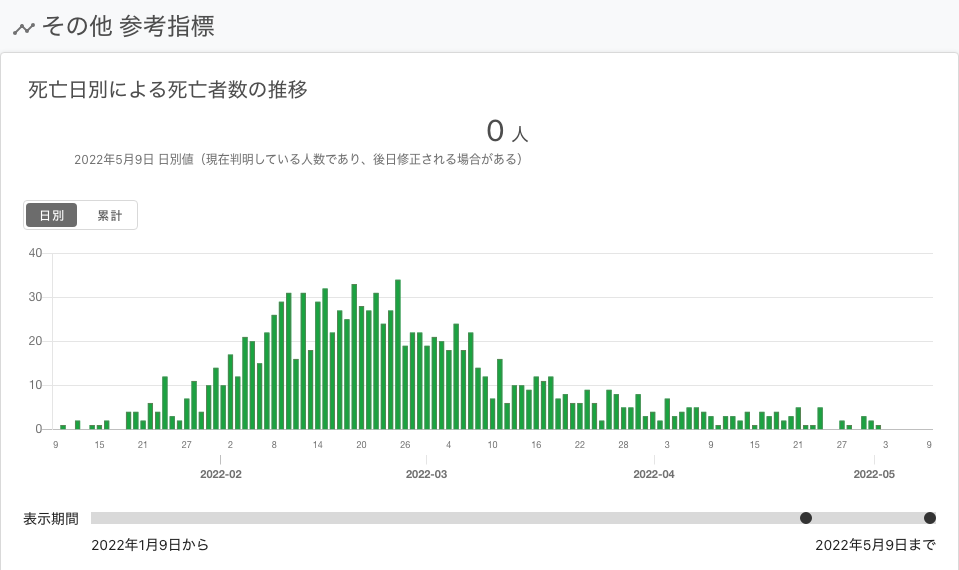 その他 参考指標
死亡日別による死亡者数の推移
0 人
2022年5月9日 日別値（現在判明している人数であり、後日修正される場合がある）
日別 累計
40
30
20
10
0
9 15 21 27 2 8 14 20 26 4 10 16 22 28 3 9 15 21 27 3 9
2022-02 2022-03 2022-04 2022-05
表示期間
2022年1月9日から 2022年5月9日まで